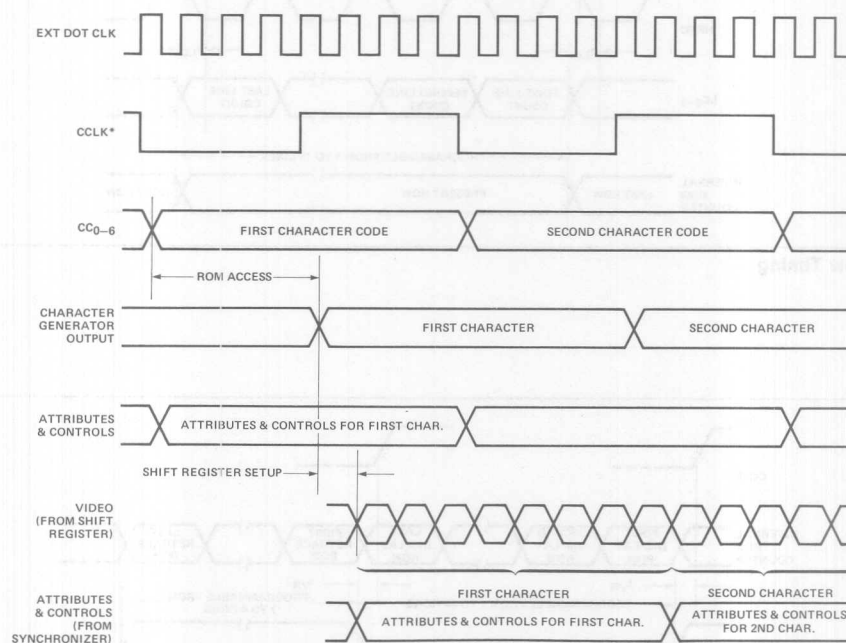 EXT DOT CLK
CCLK*
CC0–6
FIRST CHARACTER CODE
SECOND CHARACTER CODE
ROM ACCESS
CHARACTER
GENERATOR
OUTPUT
FIRST CHARACTER
SECOND CHARACTER
ATTRIBUTES
& CONTROLS
ATTRIBUTES & CONTROLS FOR FIRST CHAR.
SHIFT REGISTER SETUP
VIDEO
(FROM SHIFT
REGISTER)
FIRST CHARACTER
SECOND CHARACTER
ATTRIBUTES
& CONTROLS
(FROM
SYNCHRONIZER)
ATTRIBUTES & CONTROLS FOR FIRST CHAR.
ATTRIBUTES & CONTROLS
FOR 2ND CHAR.